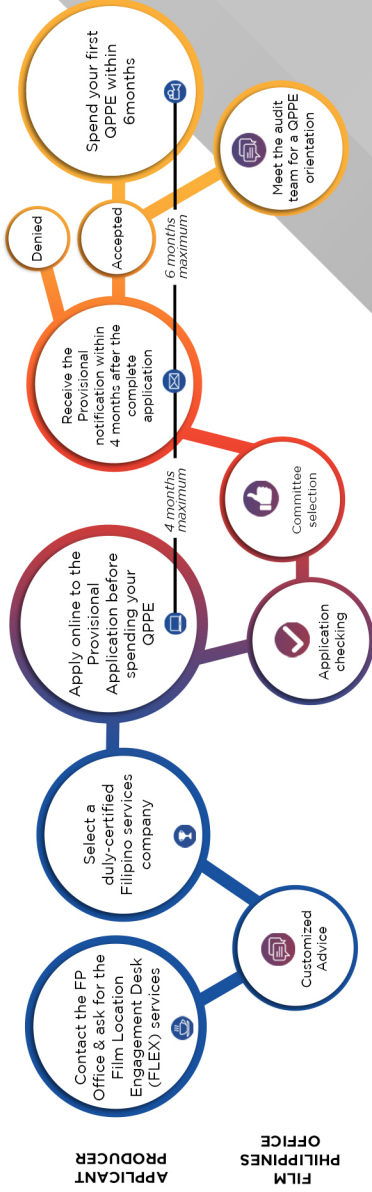 APPLICANT
PRODUCER
Contact the FP
Office & ask for the
Film Location
Engagement Desk
(FLEX) services
Select a
duly-certified
Filipino services
company
Apply online to the
Provisional
Application before
spending your
QPPE
4 months
maximum
Receive the
Provisional
notification within
4 months after the
complete
application
Denied
Accepted
6 months
maximum
Spend your first
QPPE within
6months
FILM
PHILIPPINES
OFFICE
Customized
Advice
Application
checking
Committee
selection
Meet the audit
team for a QPPE
orientation